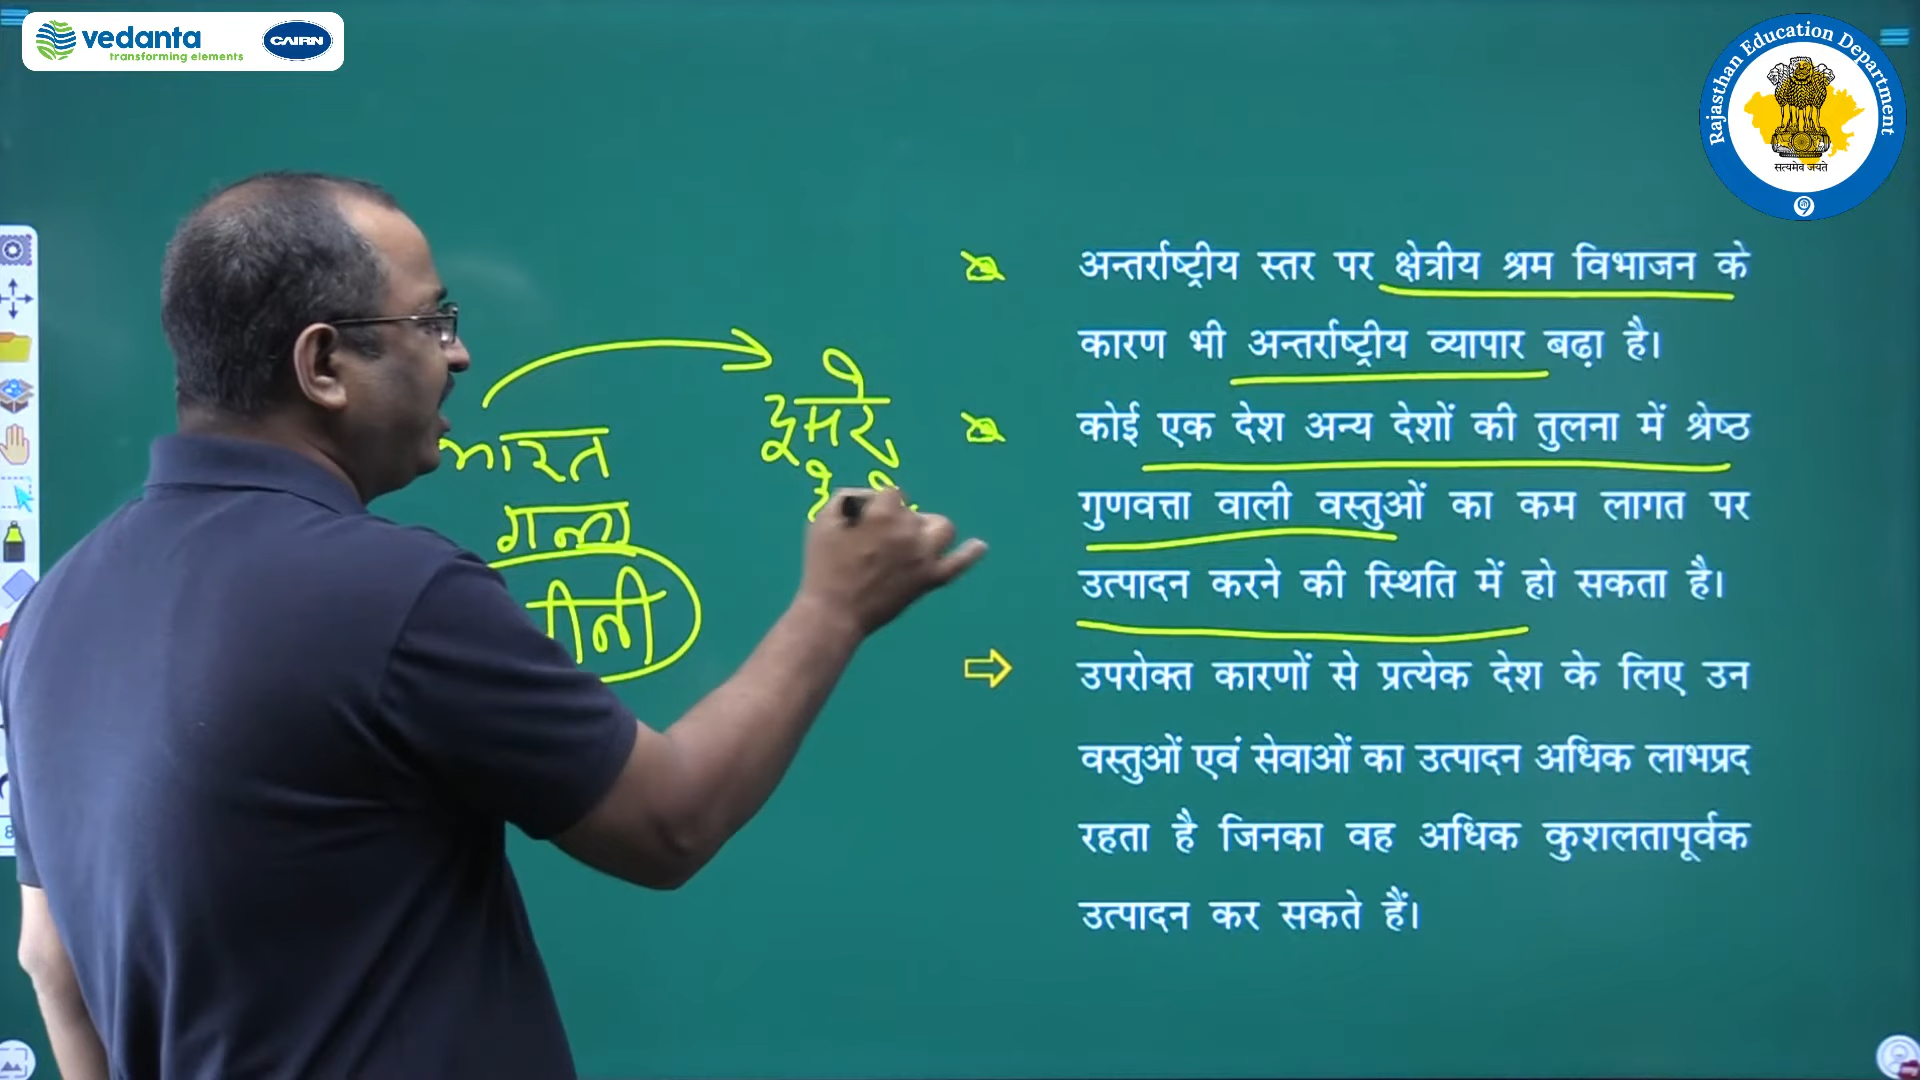 vedanta
transforming elements
CAIRN
Rajasthan Education Department
सत्यमेव जयते
अन्तर्राष्ट्रीय स्तर पर क्षेत्रीय श्रम विभाजन के
कारण भी अन्तर्राष्ट्रीय व्यापार बढ़ा है।
कोई एक देश अन्य देशों की तुलना में श्रेष्ठ
गुणवत्ता वाली वस्तुओं का कम लागत पर
उत्पादन करने की स्थिति में हो सकता है।
उपरोक्त कारणों से प्रत्येक देश के लिए उन
वस्तुओं एवं सेवाओं का उत्पादन अधिक लाभप्रद
रहता है जिनका वह अधिक कुशलतापूर्वक
उत्पादन कर सकते हैं।
भारत
दूसरे